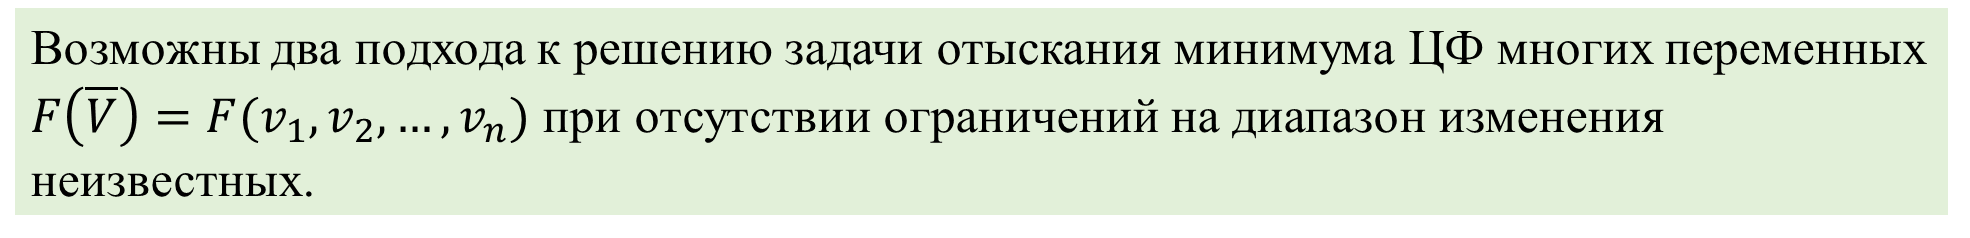 Возможны два подхода к решению задачи отыскания минимума ЦФ многих переменных
𝐹(𝑉̅) = 𝐹(𝑣₁, 𝑣₂, … , 𝑣ₙ) при отсутствии ограничений на диапазон изменения
неизвестных.